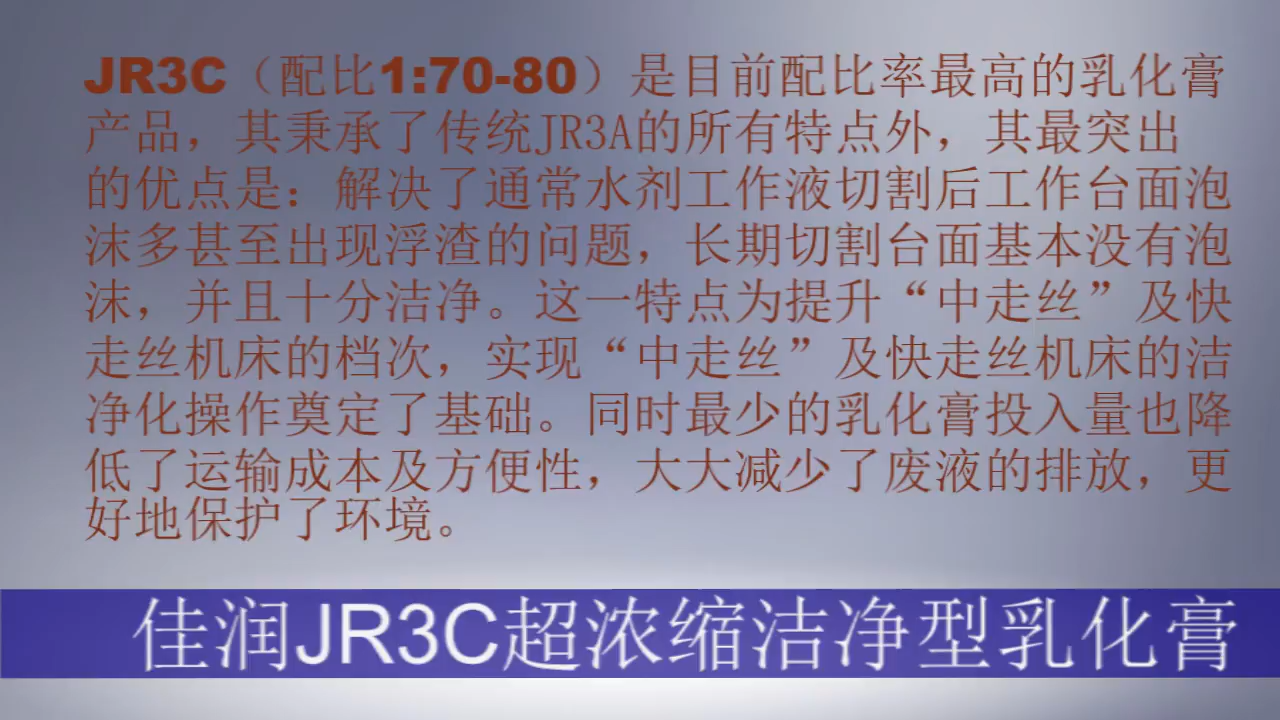 JR3C（配比1:70-80）是目前配比率最高的乳化膏
产品，其秉承了传统JR3A的所有特点外，其最突出
的优点是：解决了通常水剂工作液切割后工作台面泡
沫多甚至出现浮渣的问题，长期切割台面基本没有泡
沫，并且十分洁净。这一特点为提升“中走丝”及快
走丝机床的档次，实现“中走丝”及快走丝机床的洁
净化操作奠定了基础。同时最少的乳化膏投入量也降
低了运输成本及方便性，大大减少了废液的排放，更
好地保护了环境。
佳润JR3C超浓缩洁净型乳化膏